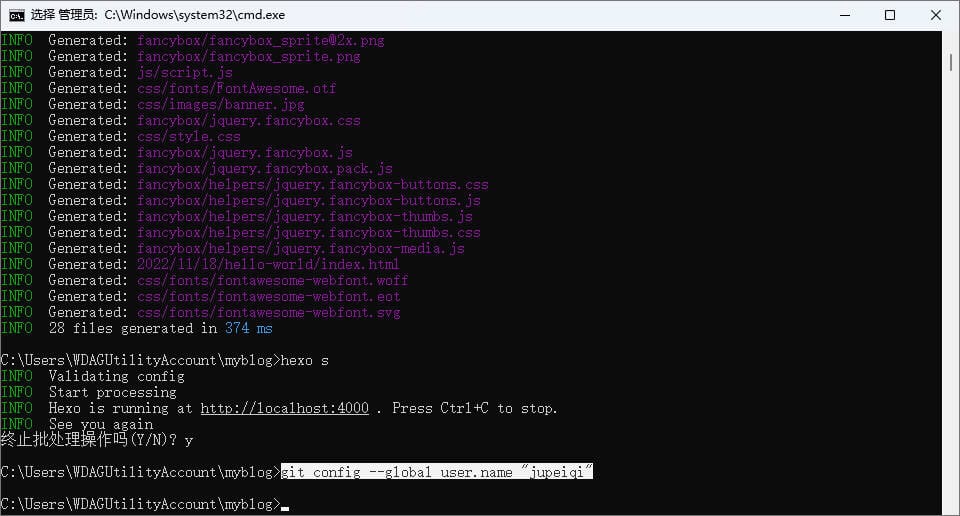 选择 管理员: C:\Windows\system32\cmd.exe
INFO  Generated: fancybox/fancybox_sprite@2x.png
INFO  Generated: fancybox/fancybox_sprite.png
INFO  Generated: js/script.js
INFO  Generated: css/fonts/FontAwesome.otf
INFO  Generated: css/images/banner.jpg
INFO  Generated: fancybox/jquery.fancybox.css
INFO  Generated: css/style.css
INFO  Generated: fancybox/jquery.fancybox.js
INFO  Generated: fancybox/jquery.fancybox.pack.js
INFO  Generated: fancybox/helpers/jquery.fancybox-buttons.css
INFO  Generated: fancybox/helpers/jquery.fancybox-buttons.js
INFO  Generated: fancybox/helpers/jquery.fancybox-thumbs.js
INFO  Generated: fancybox/helpers/jquery.fancybox-thumbs.css
INFO  Generated: fancybox/helpers/jquery.fancybox-media.js
INFO  Generated: 2022/11/18/hello-world/index.html
INFO  Generated: css/fonts/fontawesome-webfont.woff
INFO  Generated: css/fonts/fontawesome-webfont.eot
INFO  Generated: css/fonts/fontawesome-webfont.svg
INFO  28 files generated in 374 ms
C:\Users\WDAGUtilityAccount\myblog>hexo s
INFO  Validating config
INFO  Start processing
INFO  Hexo is running at http://localhost:4000 . Press Ctrl+C to stop.
INFO  See you again
终止批处理操作吗(Y/N)? y
C:\Users\WDAGUtilityAccount\myblog>git config --global user.name "jupeiqi"
C:\Users\WDAGUtilityAccount\myblog>